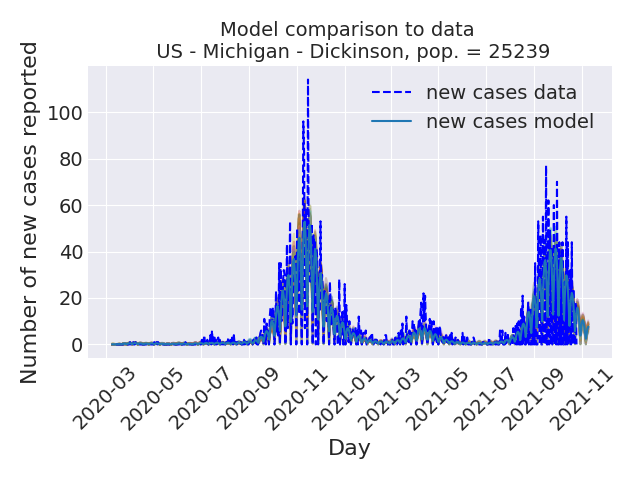 Model comparison to data
US - Michigan - Dickinson, pop. = 25239
Number of new cases reported
100
80
60
40
20
0
new cases data
new cases model
2020-03
2020-05
2020-07
2020-09
2020-11
2021-01
2021-03
2021-05
2021-07
2021-09
2021-11
Day